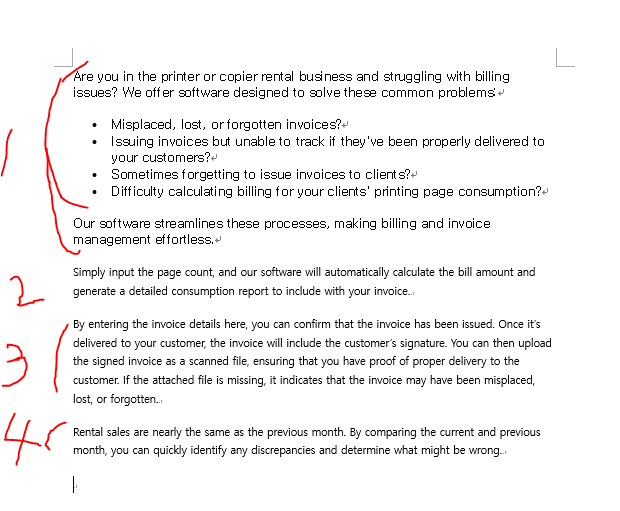 Are you in the printer or copier rental business and struggling with billing
issues? We offer software designed to solve these common problems
• Misplaced, lost, or forgotten invoices?
• Issuing invoices but unable to track if they've been properly delivered to
your customers?
• Sometimes forgetting to issue invoices to clients?
• Difficulty calculating billing for your clients' printing page consumption?
1
Our software streamlines these processes, making billing and invoice
management effortless.
2
Simply input the page count, and our software will automatically calculate the bill amount and
generate a detailed consumption report to include with your invoice.
3
By entering the invoice details here, you can confirm that the invoice has been issued. Once it's
delivered to your customer, the invoice will include the customer's signature. You can then upload
the signed invoice as a scanned file, ensuring that you have proof of proper delivery to the
customer. If the attached file is missing, it indicates that the invoice may have been misplaced,
lost, or forgotten.
4
Rental sales are nearly the same as the previous month. By comparing the current and previous
month, you can quickly identify any discrepancies and determine what might be wrong.